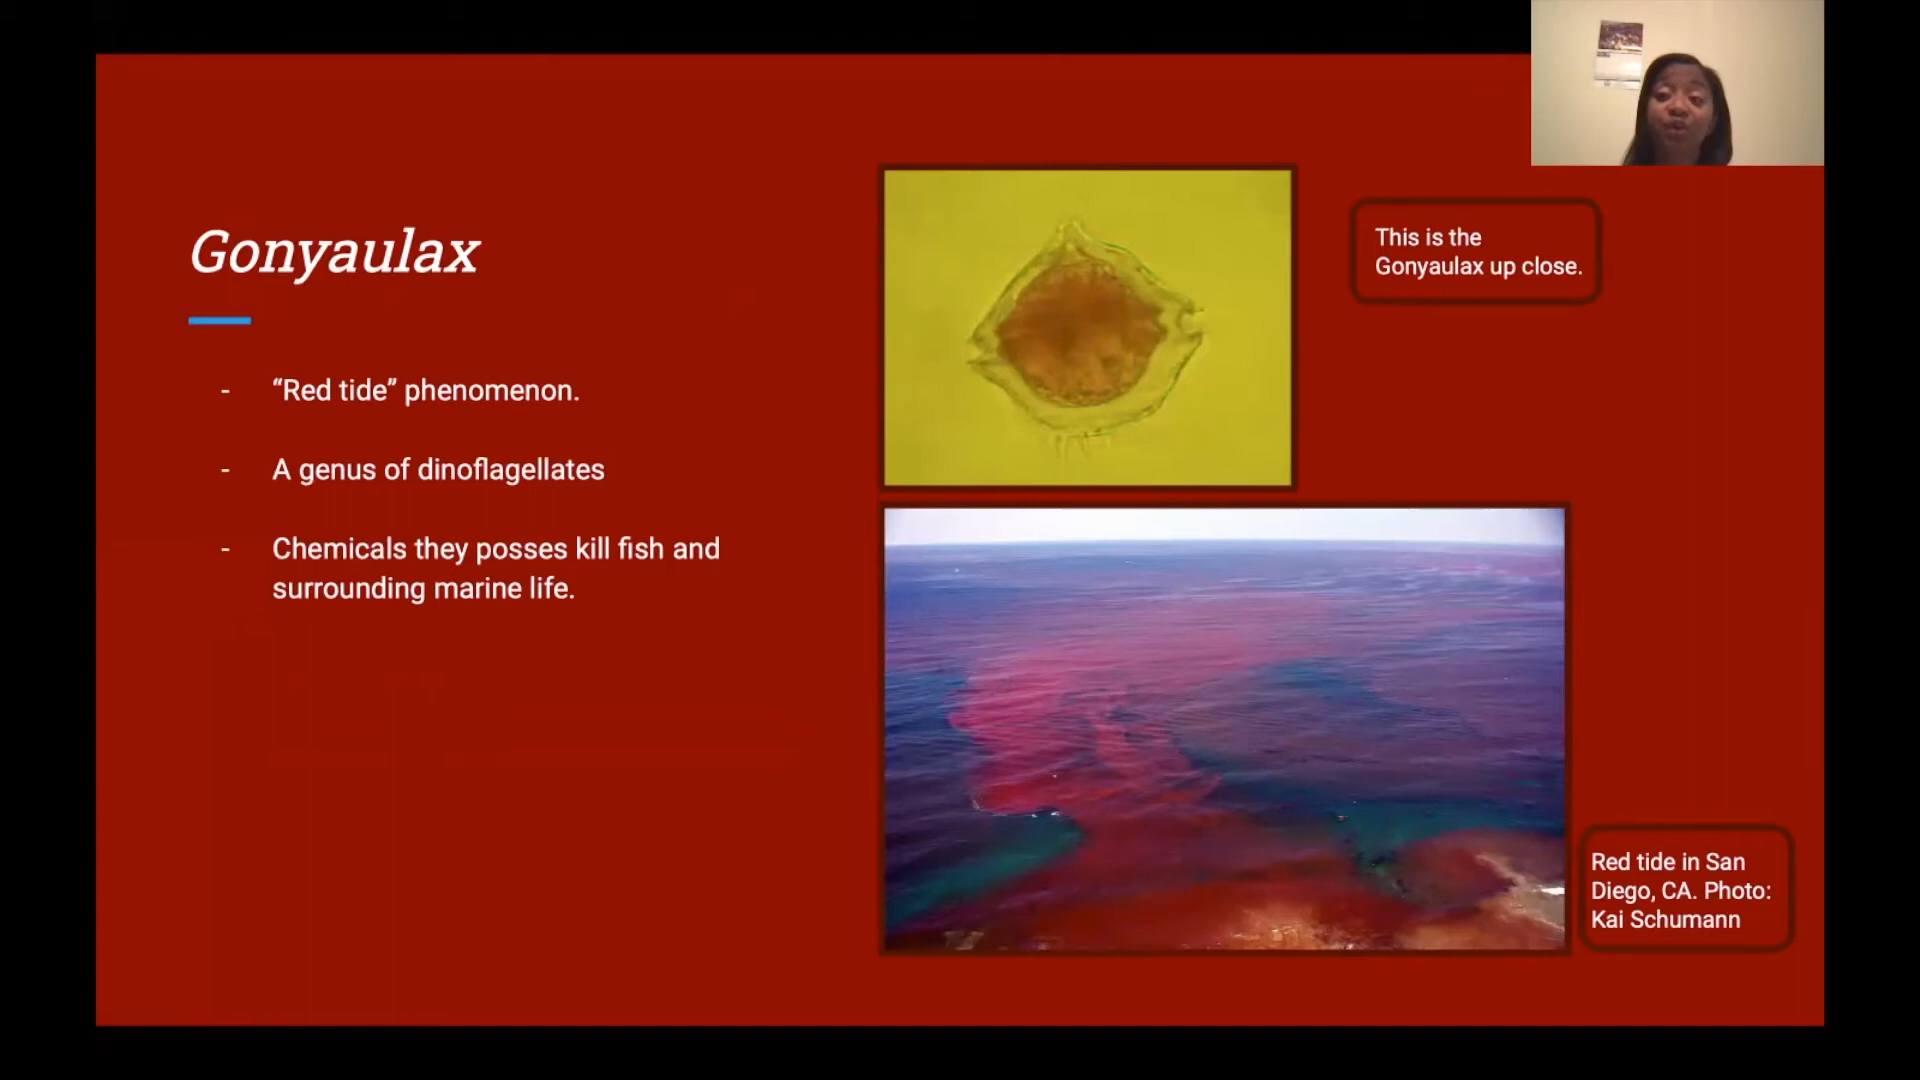 Gonyaulax
- “Red tide” phenomenon.
- A genus of dinoflagellates
- Chemicals they posses kill fish and
surrounding marine life.
This is the
Gonyaulax up close.
Red tide in San
Diego, CA. Photo:
Kai Schumann